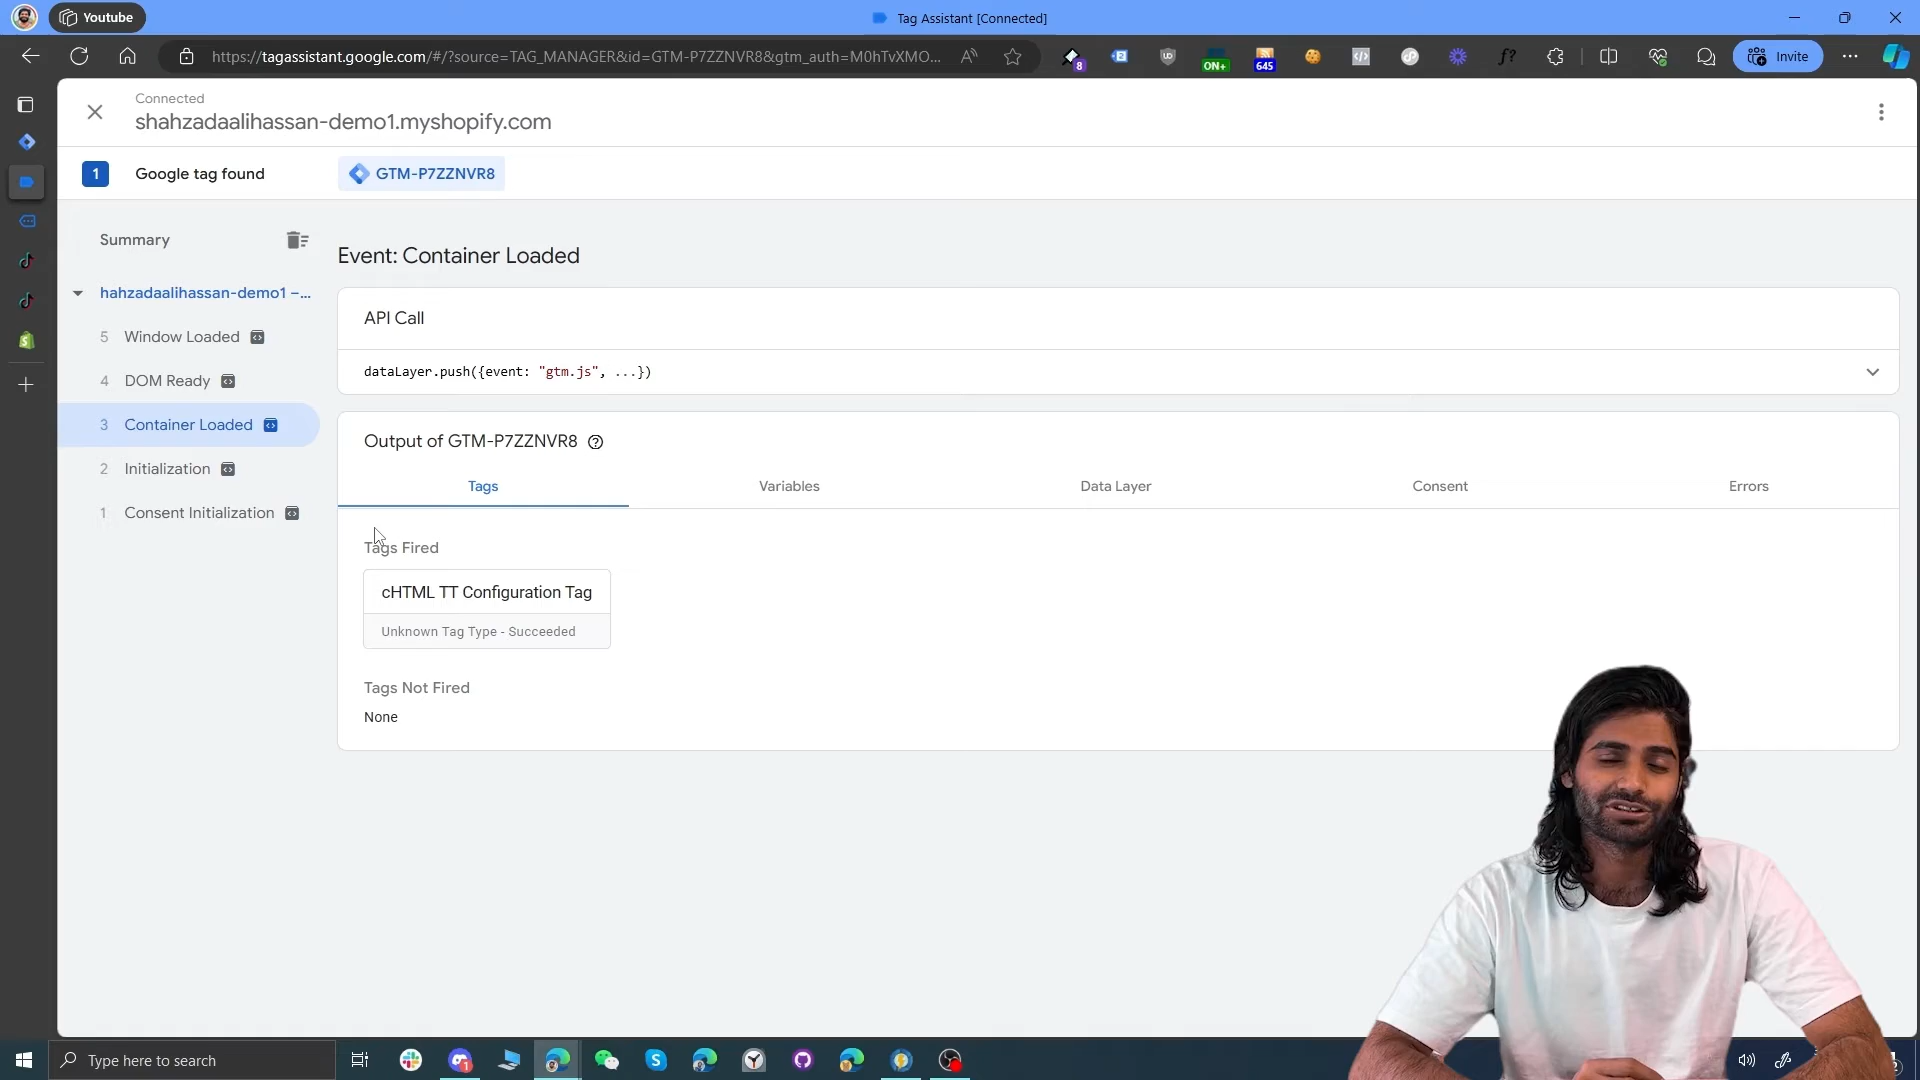 Youtube
Tag Assistant [Connected]
https://tagassistant.google.com/#/?source=TAG_MANAGER&id=GTM-P7ZZNVR8&gtm_auth=M0hTvXMO...
8
ON+
645
f?
Invite
Connected
shahzadaalihassan-demo1.myshopify.com
1
Google tag found
GTM-P7ZZNVR8
Summary
hahzadaalihassan-demo1 –...
5 Window Loaded
4 DOM Ready
3 Container Loaded
2 Initialization
1 Consent Initialization
Event: Container Loaded
API Call
dataLayer.push({event: "gtm.js", ...})
Output of GTM-P7ZZNVR8
Tags
Variables
Data Layer
Consent
Errors
Tags Fired
cHTML TT Configuration Tag
Unknown Tag Type - Succeeded
Tags Not Fired
None
Type here to search